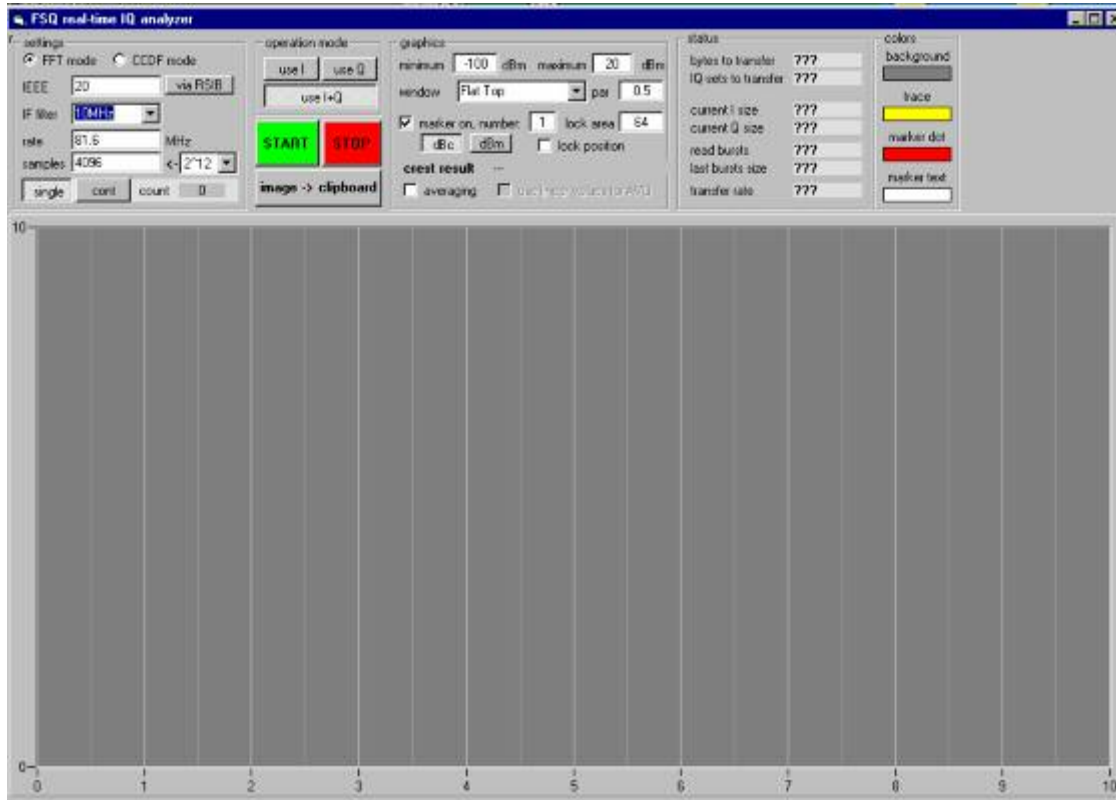 FSQ real-time IQ analyzer
settings
FFT mode CCDF mode
IEEE 20 via RSIB
IF filter 10MHz
rate 81.6 MHz
samples 4096 <- 2^12
single cont count 0
operation mode
use I use Q
use I+Q
START STOP
image -> clipboard
graphics
minimum -100 dBm maximum 20 dBm
window Flat Top par 0.5
marker on, number: 1 lock area 64
dBc dBm lock position
crest result ---
averaging
status
bytes to transfer ???
IQ sets to transfer ???
current I size ???
current Q size ???
read bursts ???
last bursts size ???
transfer rate ???
colors
background
trace
marker dot
marker text
10
0
0 1 2 3 4 5 6 7 8 9 10